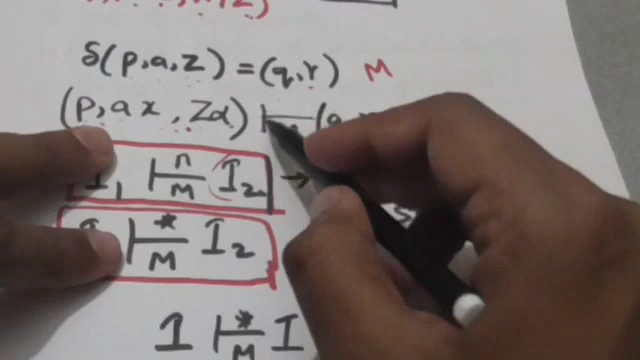 δ(p,a,z) = (q,γ) M
(p,ax,Zα) ⊢ (q
I₁ ⊢ⁿ_M I₂ →
I ⊢*_M I₂
I ⊢*_M I